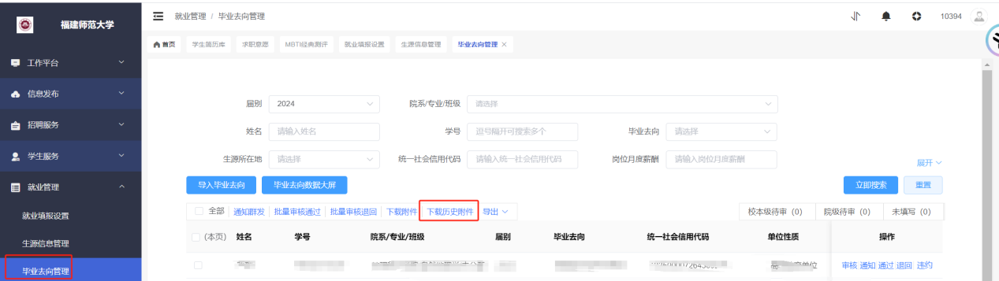 福建师范大学
就业管理 / 毕业去向管理
10394
首页 学生简历库 求职意愿 MBTI经典测评 就业填报设置 生源信息管理 毕业去向管理 ×
工作平台
信息发布
招聘服务
学生服务
就业管理
就业填报设置
生源信息管理
毕业去向管理
届别 2024 院系/专业/班级 请选择
姓名 请输入姓名 学号 逗号隔开可搜索多个 毕业去向 请选择
生源所在地 请选择 统一社会信用代码 请输入统一社会信用代码 岗位月度薪酬 请输入岗位月度薪酬
展开
导入毕业去向 毕业去向数据大屏 立即搜索 重置
全部 通知群发 批量审核通过 批量审核退回 下载附件 下载历史附件 导出 校本级待审 (0) 院级待审 (0) 未填写 (0)
(本页) 姓名 学号 院系/专业/班级 届别 毕业去向 统一社会信用代码 单位性质 操作
单位 审核 通知 通过 退回 违约